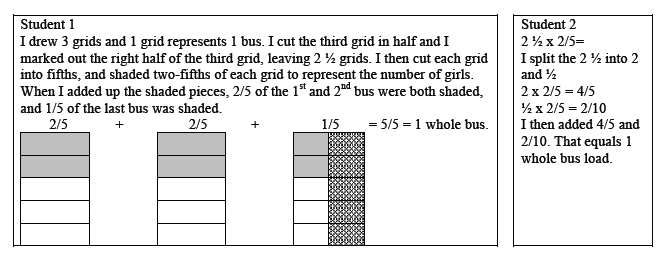 Student 1
I drew 3 grids and 1 grid represents 1 bus. I cut the third grid in half and I
marked out the right half of the third grid, leaving 2 ½ grids. I then cut each grid
into fifths, and shaded two-fifths of each grid to represent the number of girls.
When I added up the shaded pieces, 2/5 of the 1st and 2nd bus were both shaded,
and 1/5 of the last bus was shaded.
2/5 + 2/5 + 1/5 = 5/5 = 1 whole bus.
Student 2
2 ½ x 2/5=
I split the 2 ½ into 2
and ½
2 x 2/5 = 4/5
½ x 2/5 = 2/10
I then added 4/5 and
2/10. That equals 1
whole bus load.